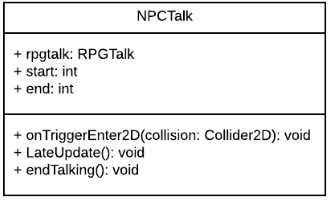 NPCTalk
+ rpgtalk: RPGTalk
+ start: int
+ end: int
+ onTriggerEnter2D(collision: Collider2D): void
+ LateUpdate(): void
+ endTalking(): void